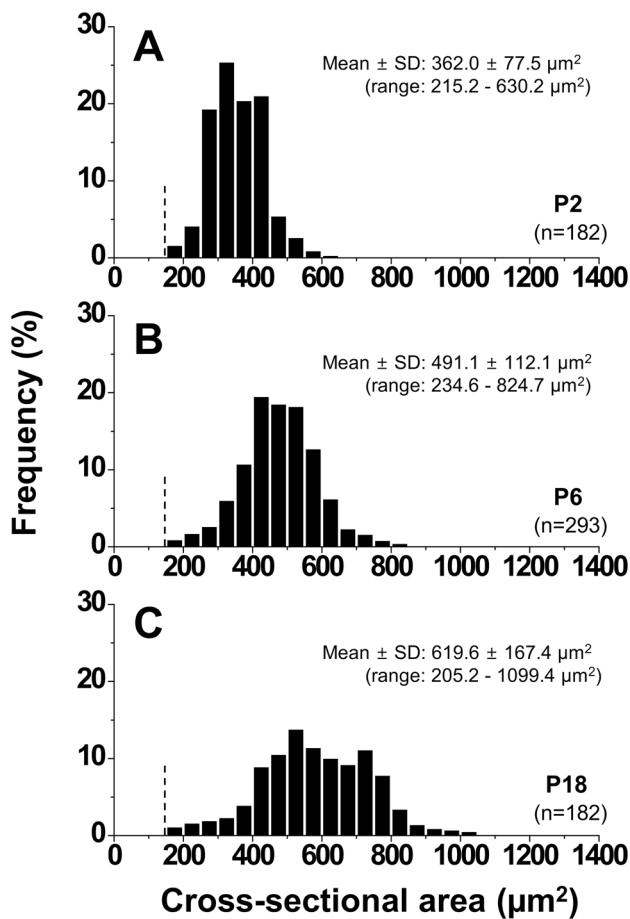 30
A
Mean ± SD: 362.0 ± 77.5 µm²
(range: 215.2 - 630.2 µm²)
20
10
P2
(n=182)
0
0 200 400 600 800 1000 1200 1400
30
B
Mean ± SD: 491.1 ± 112.1 µm²
(range: 234.6 - 824.7 µm²)
20
10
P6
(n=293)
0
0 200 400 600 800 1000 1200 1400
Frequency (%)
30
C
Mean ± SD: 619.6 ± 167.4 µm²
(range: 205.2 - 1099.4 µm²)
20
10
P18
(n=182)
0
0 200 400 600 800 1000 1200 1400
Cross-sectional area (µm²)